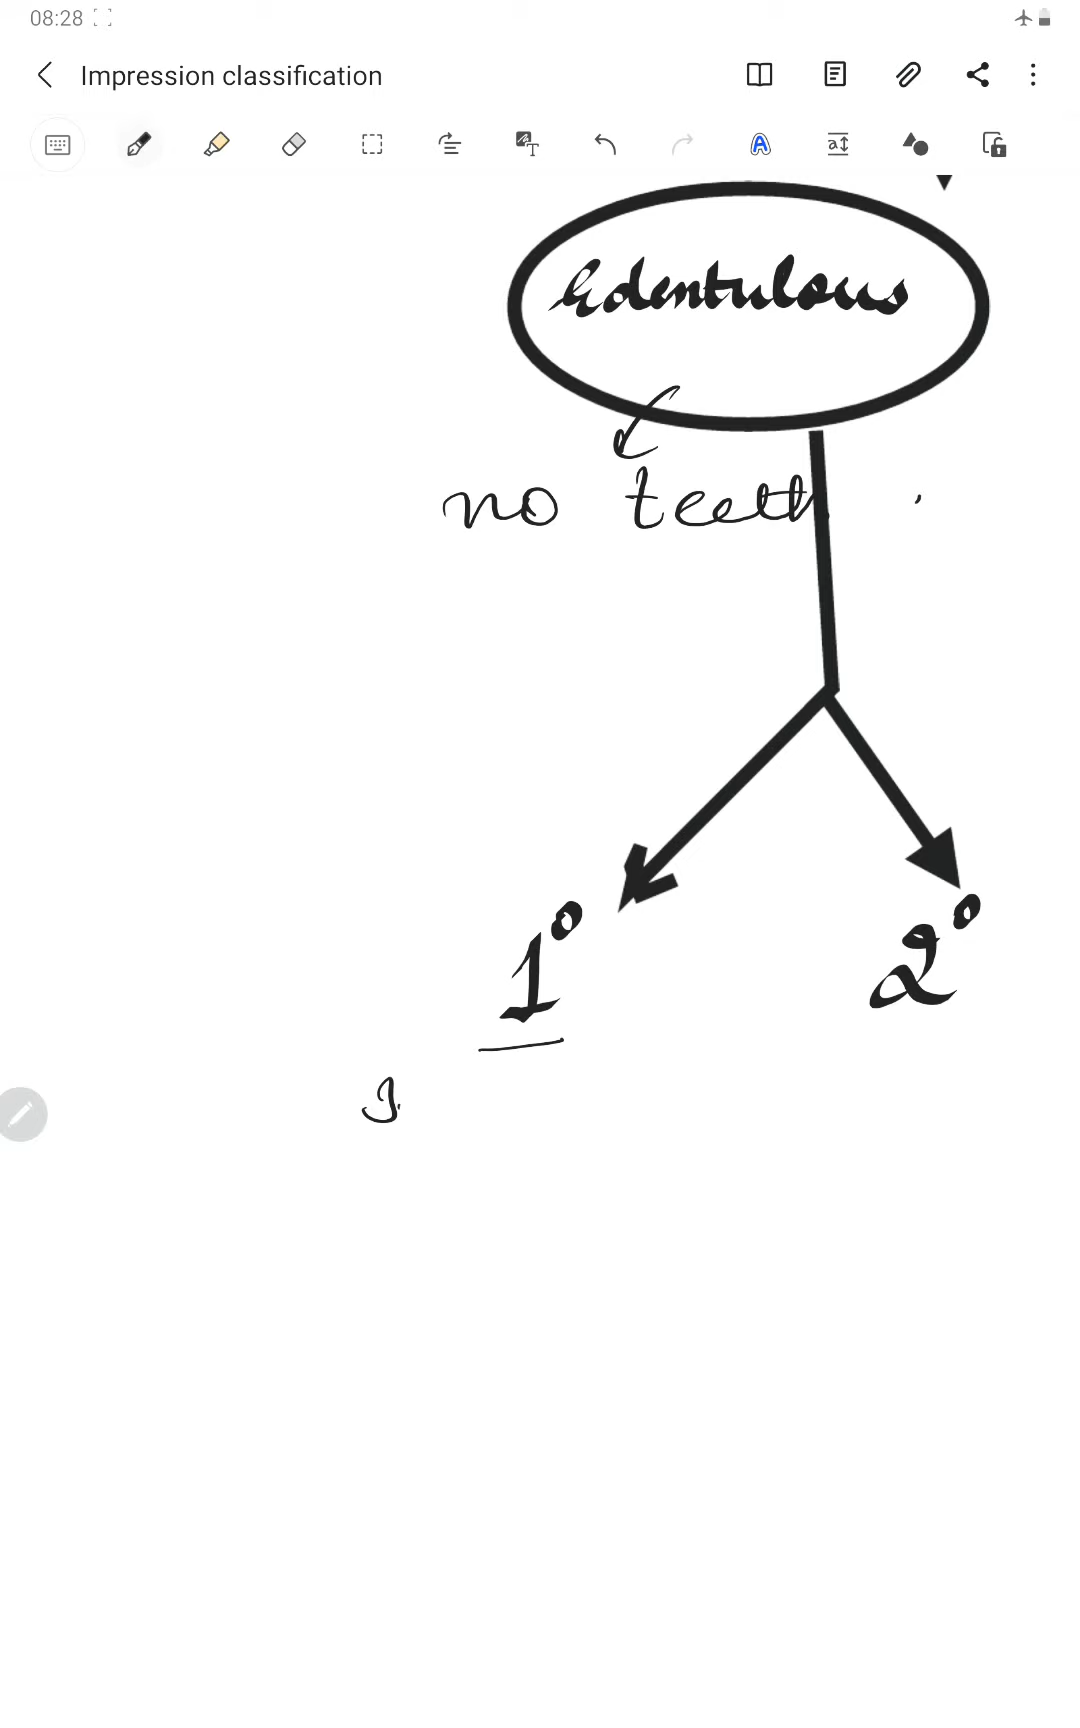 08:28
Impression classification
Edentulous
no teeth
1° 2°
I